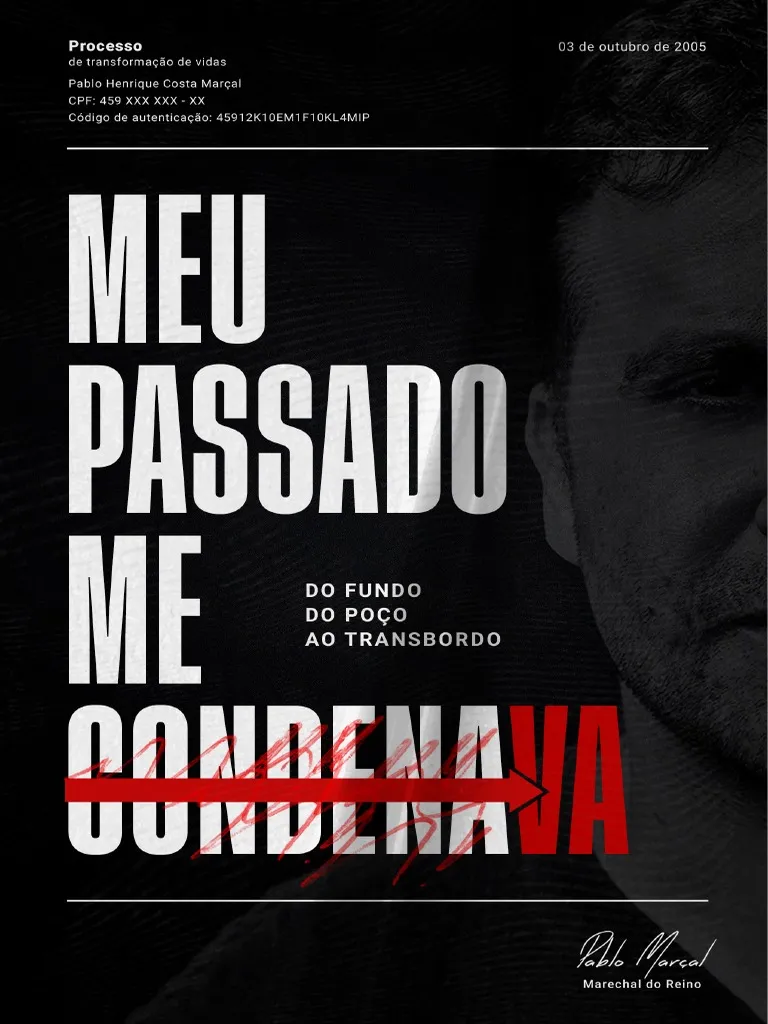 Processo
de transformação de vidas
03 de outubro de 2005
Pablo Henrique Costa Marçal
CPF: 459 XXX XXX - XX
Código de autenticação: 45912K10EM1F10KL4MIP
MEU
PASSADO
ME
DO FUNDO
DO POÇO
AO TRANSBORDO
CONDENAVA
Pablo Marçal
Marechal do Reino